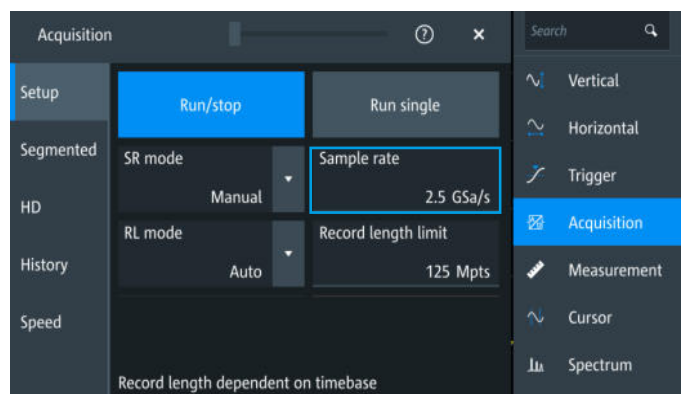 Acquisition
Search
Setup
Segmented
HD
History
Speed
Run/stop
Run single
SR mode
Manual
Sample rate
2.5 GSa/s
RL mode
Auto
Record length limit
125 Mpts
Record length dependent on timebase
Vertical
Horizontal
Trigger
Acquisition
Measurement
Cursor
Spectrum